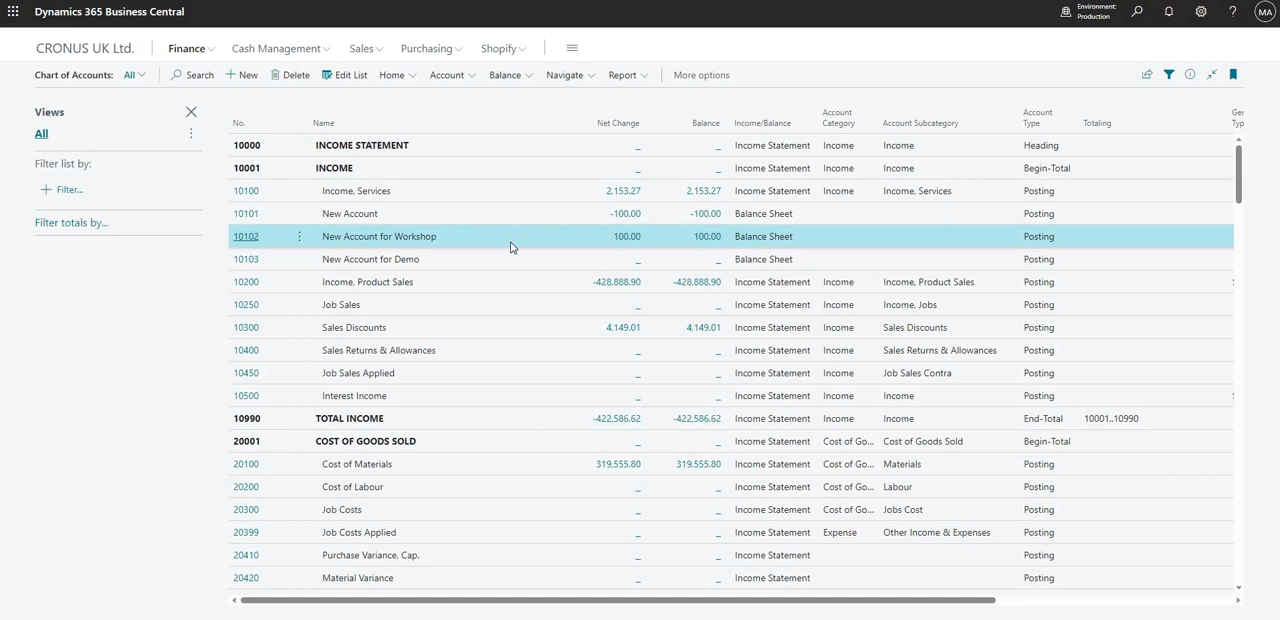 Dynamics 365 Business Central
Environment:
Production
MA
CRONUS UK Ltd. Finance Cash Management Sales Purchasing Shopify
Chart of Accounts: All Search New Delete Edit List Home Account Balance Navigate Report More options
Views
All
Filter list by:
Filter...
Filter totals by...
No. Name Net Change Balance Income/Balance Account Category Account Subcategory Account Type Totaling
10000 INCOME STATEMENT _ _ Income Statement Income Income Heading
10001 INCOME _ _ Income Statement Income Income Begin-Total
10100 Income, Services 2,153.27 2,153.27 Income Statement Income Income, Services Posting
10101 New Account -100.00 -100.00 Balance Sheet Posting
10102 New Account for Workshop 100.00 100.00 Balance Sheet Posting
10103 New Account for Demo _ _ Balance Sheet Posting
10200 Income, Product Sales -428,888.90 -428,888.90 Income Statement Income Income, Product Sales Posting
10250 Job Sales _ _ Income Statement Income Income, Jobs Posting
10300 Sales Discounts 4,149.01 4,149.01 Income Statement Income Sales Discounts Posting
10400 Sales Returns & Allowances _ _ Income Statement Income Sales Returns & Allowances Posting
10450 Job Sales Applied _ _ Income Statement Income Job Sales Contra Posting
10500 Interest Income _ _ Income Statement Income Income Posting
10990 TOTAL INCOME -422,586.62 -422,586.62 Income Statement Income Income End-Total 10001..10990
20001 COST OF GOODS SOLD _ _ Income Statement Cost of Go... Cost of Goods Sold Begin-Total
20100 Cost of Materials 319,555.80 319,555.80 Income Statement Cost of Go... Materials Posting
20200 Cost of Labour _ _ Income Statement Cost of Go... Labour Posting
20300 Job Costs _ _ Income Statement Cost of Go... Jobs Cost Posting
20399 Job Costs Applied _ _ Income Statement Expense Other Income & Expenses Posting
20410 Purchase Variance, Cap. _ _ Income Statement Posting
20420 Material Variance _ _ Income Statement Posting